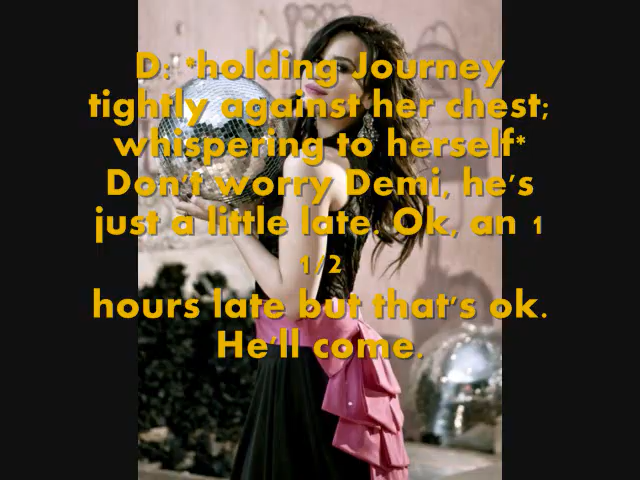 D: *holding Journey
tightly against her chest;
whispering to herself*
Don't worry Demi, he's
just a little late. Ok, an 1
1/2
hours late but that's ok.
He'll come.